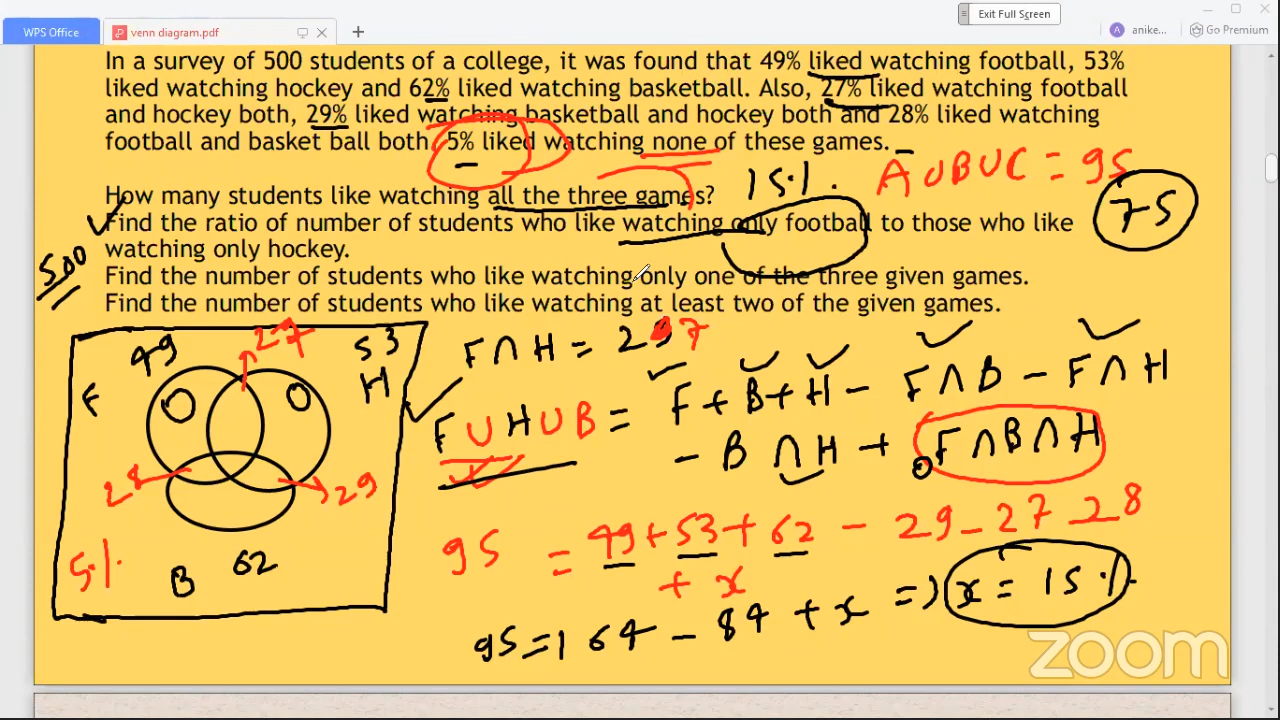 Exit Full Screen
WPS Office
venn diagram.pdf
+
A
anike...
Go Premium
In a survey of 500 students of a college, it was found that 49% liked watching football, 53%
liked watching hockey and 62% liked watching basketball. Also, 27% liked watching football
and hockey both, 29% liked watching basketball and hockey both and 28% liked watching
football and basket ball both. 5% liked watching none of these games.
15%.
A∪B∪C = 95
75
How many students like watching all the three games?
Find the ratio of number of students who like watching only football to those who like
watching only hockey.
500
Find the number of students who like watching only one of the three given games.
Find the number of students who like watching at least two of the given games.
49
27
53
F
H
28
29
5%
B
62
F∩H = 27
F∪H∪B = F+B+H - F∩B - F∩H
- B∩H + F∩B∩H
95 = 49+53+62 - 29-27-28
+ x
95=164-84+x => x=15%.
zoom